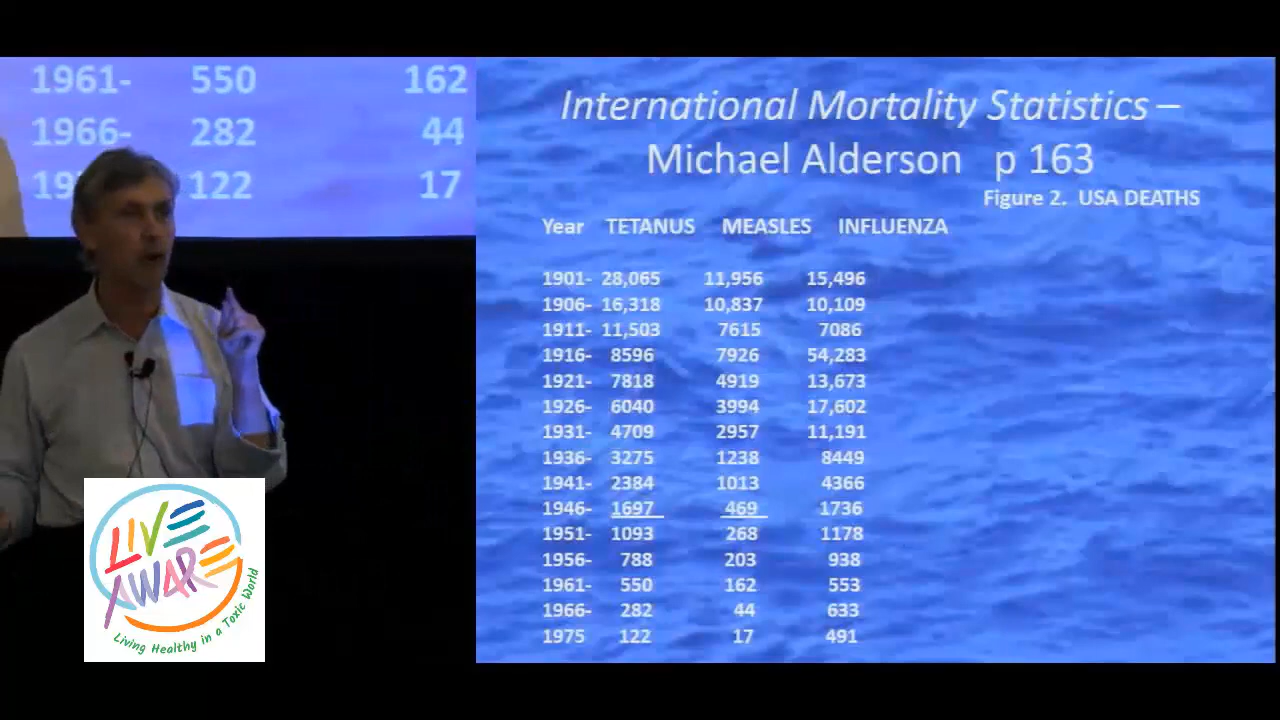 1961- 550 162
1966- 282 44
122 17
International Mortality Statistics –
Michael Alderson p 163
Figure 2. USA DEATHS
Year TETANUS MEASLES INFLUENZA
1901- 28,065 11,956 15,496
1906- 16,318 10,837 10,109
1911- 11,503 7615 7086
1916- 8596 7926 54,283
1921- 7818 4919 13,673
1926- 6040 3994 17,602
1931- 4709 2957 11,191
1936- 3275 1238 8449
1941- 2384 1013 4366
1946- 1697 469 1736
1951- 1093 268 1178
1956- 788 203 938
1961- 550 162 553
1966- 282 44 633
1975 122 17 491
LIVE
AWARE
Living Healthy in a Toxic World